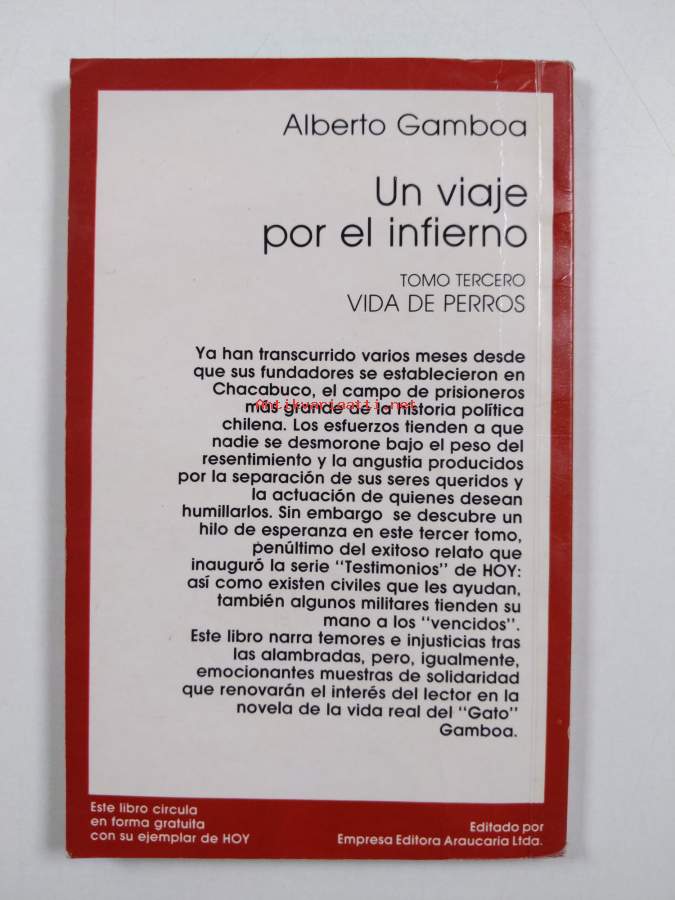 Alberto Gamboa
Un viaje
por el infierno
TOMO TERCERO
VIDA DE PERROS
Ya han transcurrido varios meses desde
que sus fundadores se establecieron en
Chacabuco, el campo de prisioneros
más grande de la historia política
Antikvariaatti.net
chilena. Los esfuerzos tienden a que
nadie se desmorone bajo el peso del
resentimiento y la angustia producidos
por la separación de sus seres queridos y
la actuación de quienes desean
humillarlos. Sin embargo se descubre un
hilo de esperanza en este tercer tomo,
penúltimo del exitoso relato que
inauguró la serie "Testimonios" de HOY:
así como existen civiles que les ayudan,
también algunos militares tienden su
mano a los "vencidos".
Este libro narra temores e injusticias tras
las alambradas, pero, igualmente,
emocionantes muestras de solidaridad
que renovarán el interés del lector en la
novela de la vida real del "Gato"
Gamboa.
Este libro circula
en forma gratuita
con su ejemplar de HOY
Editado por
Empresa Editora Araucaria Ltda.